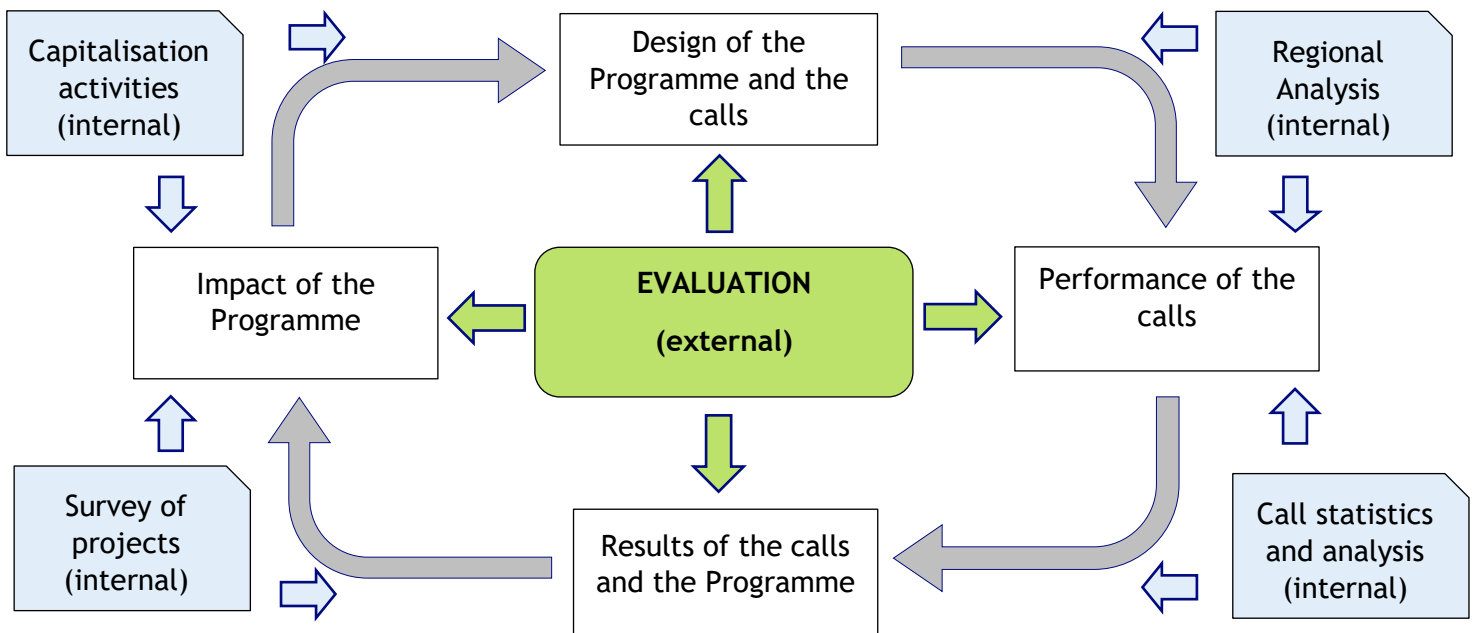 Capitalisation
activities
(internal)
Design of the
Programme and the
calls
Regional
Analysis
(internal)
Impact of the
Programme
EVALUATION
(external)
Performance of the
calls
Survey of
projects
(internal)
Results of the calls
and the Programme
Call statistics
and analysis
(internal)